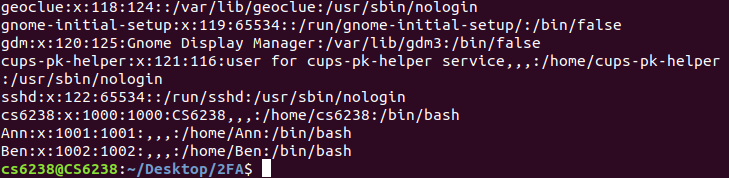 geoclue:x:118:124::/var/lib/geoclue:/usr/sbin/nologin
gnome-initial-setup:x:119:65534::/run/gnome-initial-setup/:/bin/false
gdm:x:120:125:Gnome Display Manager:/var/lib/gdm3:/bin/false
cups-pk-helper:x:121:116:user for cups-pk-helper service,,,:/home/cups-pk-helper
:/usr/sbin/nologin
sshd:x:122:65534::/run/sshd:/usr/sbin/nologin
cs6238:x:1000:1000:CS6238,,,:/home/cs6238:/bin/bash
Ann:x:1001:1001:,,,:/home/Ann:/bin/bash
Ben:x:1002:1002:,,,:/home/Ben:/bin/bash
cs6238@CS6238:~/Desktop/2FA$